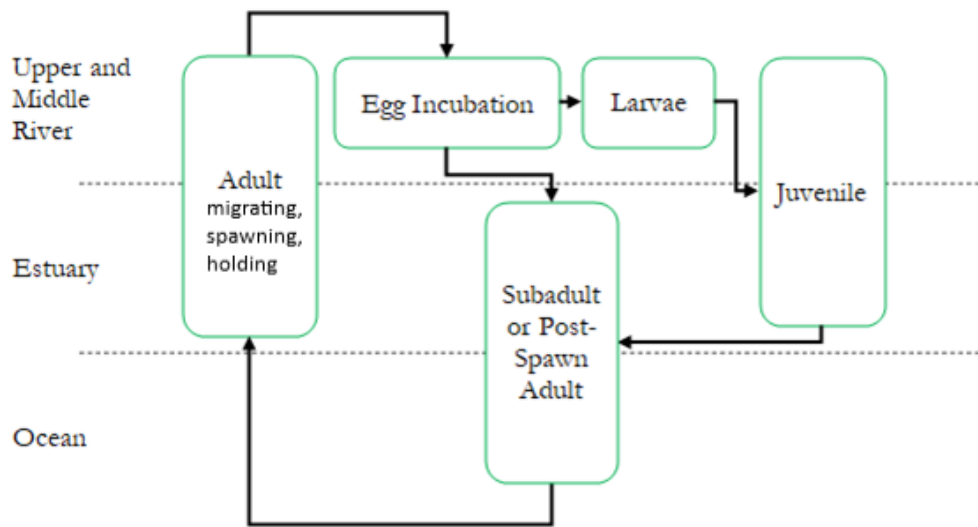 Upper and
Middle
River
Estuary
Ocean
Adult
migrating,
spawning,
holding
Egg Incubation
Larvae
Juvenile
Subadult
or Post-
Spawn
Adult